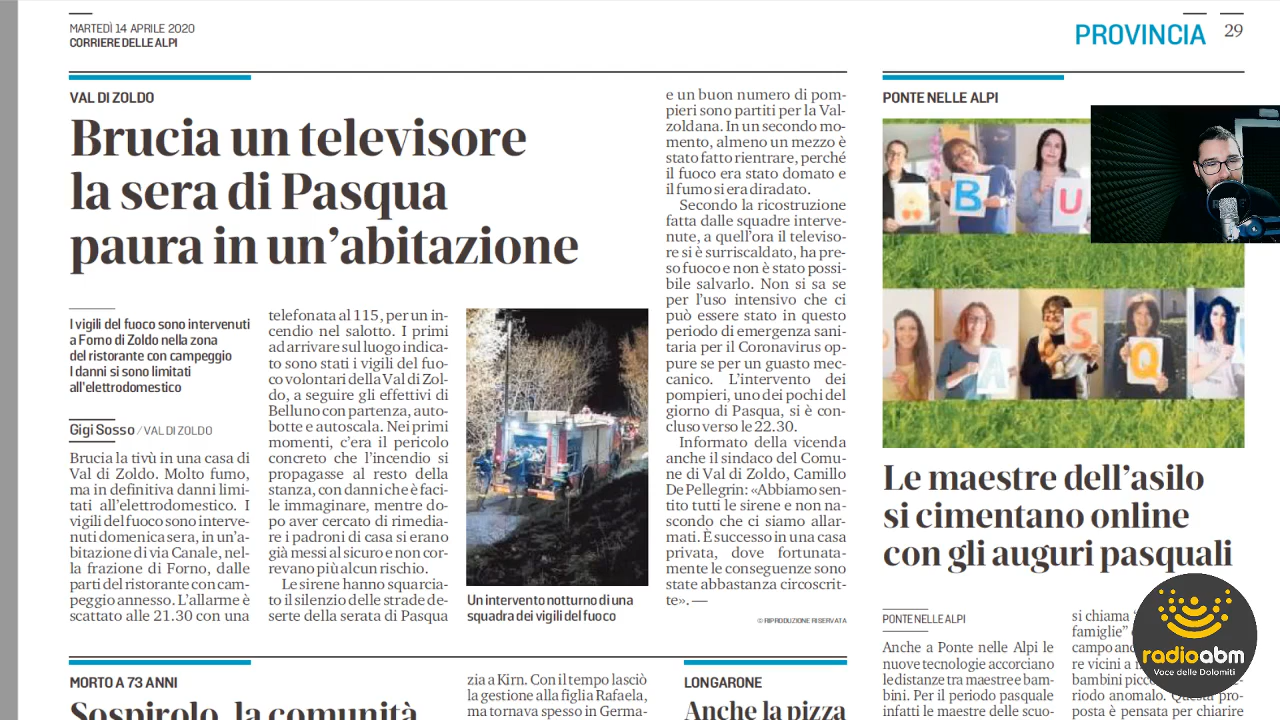 MARTEDÌ 14 APRILE 2020
CORRIERE DELLE ALPI
PROVINCIA
29
VAL DI ZOLDO
Brucia un televisore
la sera di Pasqua
paura in un'abitazione
I vigili del fuoco sono intervenuti
a Forno di Zoldo nella zona
del ristorante con campeggio
I danni si sono limitati
all'elettrodomestico
Gigi Sosso / VAL DI ZOLDO
Brucia la tivù in una casa di
Val di Zoldo. Molto fumo,
ma in definitiva danni limi-
tati all'elettrodomestico. I
vigili del fuoco sono interve-
nuti domenica sera, in un'a-
bitazione di via Canale, nel-
la frazione di Forno, dalle
parti del ristorante con cam-
peggio annesso. L'allarme è
scattato alle 21.30 con una
telefonata al 115, per un in-
cendio nel salotto. I primi
ad arrivare sul luogo indica-
to sono stati i vigili del fuo-
co volontari della Val di Zol-
do, a seguire gli effettivi di
Belluno con partenza, auto-
botte e autoscala. Nei primi
momenti, c'era il pericolo
concreto che l'incendio si
propagasse al resto della
stanza, con danni che è faci-
le immaginare, mentre do-
po aver cercato di rimedia-
re i padroni di casa si erano
già messi al sicuro e non cor-
revano più alcun rischio.
Le sirene hanno squarcia-
to il silenzio delle strade de-
serte della serata di Pasqua
Un intervento notturno di una
squadra dei vigili del fuoco
e un buon numero di pom-
pieri sono partiti per la Val-
zoldana. In un secondo mo-
mento, almeno un mezzo è
stato fatto rientrare, perché
il fuoco era stato domato e
il fumo si era diradato.
Secondo la ricostruzione
fatta dalle squadre interve-
nute, a quell'ora il televiso-
re si è surriscaldato, ha pre-
so fuoco e non è stato possi-
bile salvarlo. Non si sa se
per l'uso intensivo che ci
può essere stato in questo
periodo di emergenza sani-
taria per il Coronavirus op-
pure se per un guasto mec-
canico. L'intervento dei
pompieri, uno dei pochi del
giorno di Pasqua, si è con-
cluso verso le 22.30.
Informato della vicenda
anche il sindaco del Comu-
ne di Val di Zoldo, Camillo
De Pellegrin: «Abbiamo sen-
tito tutti le sirene e non na-
scondo che ci siamo allar-
mati. È successo in una casa
privata, dove fortunata-
mente le conseguenze sono
state abbastanza circoscrit-
te». —
© RIPRODUZIONE RISERVATA
PONTE NELLE ALPI
B U
A S Q
Le maestre dell'asilo
si cimentano online
con gli auguri pasquali
PONTE NELLE ALPI
Anche a Ponte nelle Alpi le
nuove tecnologie accorciano
le distanze tra maestre e bam-
bini. Per il periodo pasquale
infatti le maestre delle scuo-
si chiama
famiglie"
campo
re vicini a
bambini
riodo anomalo. Questa pro-
posta è pensata per chiarire
radioabm
Voce delle Dolomiti
MORTO A 73 ANNI
Sospirolo, la comunità
zia a Kirn. Con il tempo lasciò
la gestione alla figlia Rafaela,
ma tornava spesso in Germa-
LONGARONE
Anche la pizza